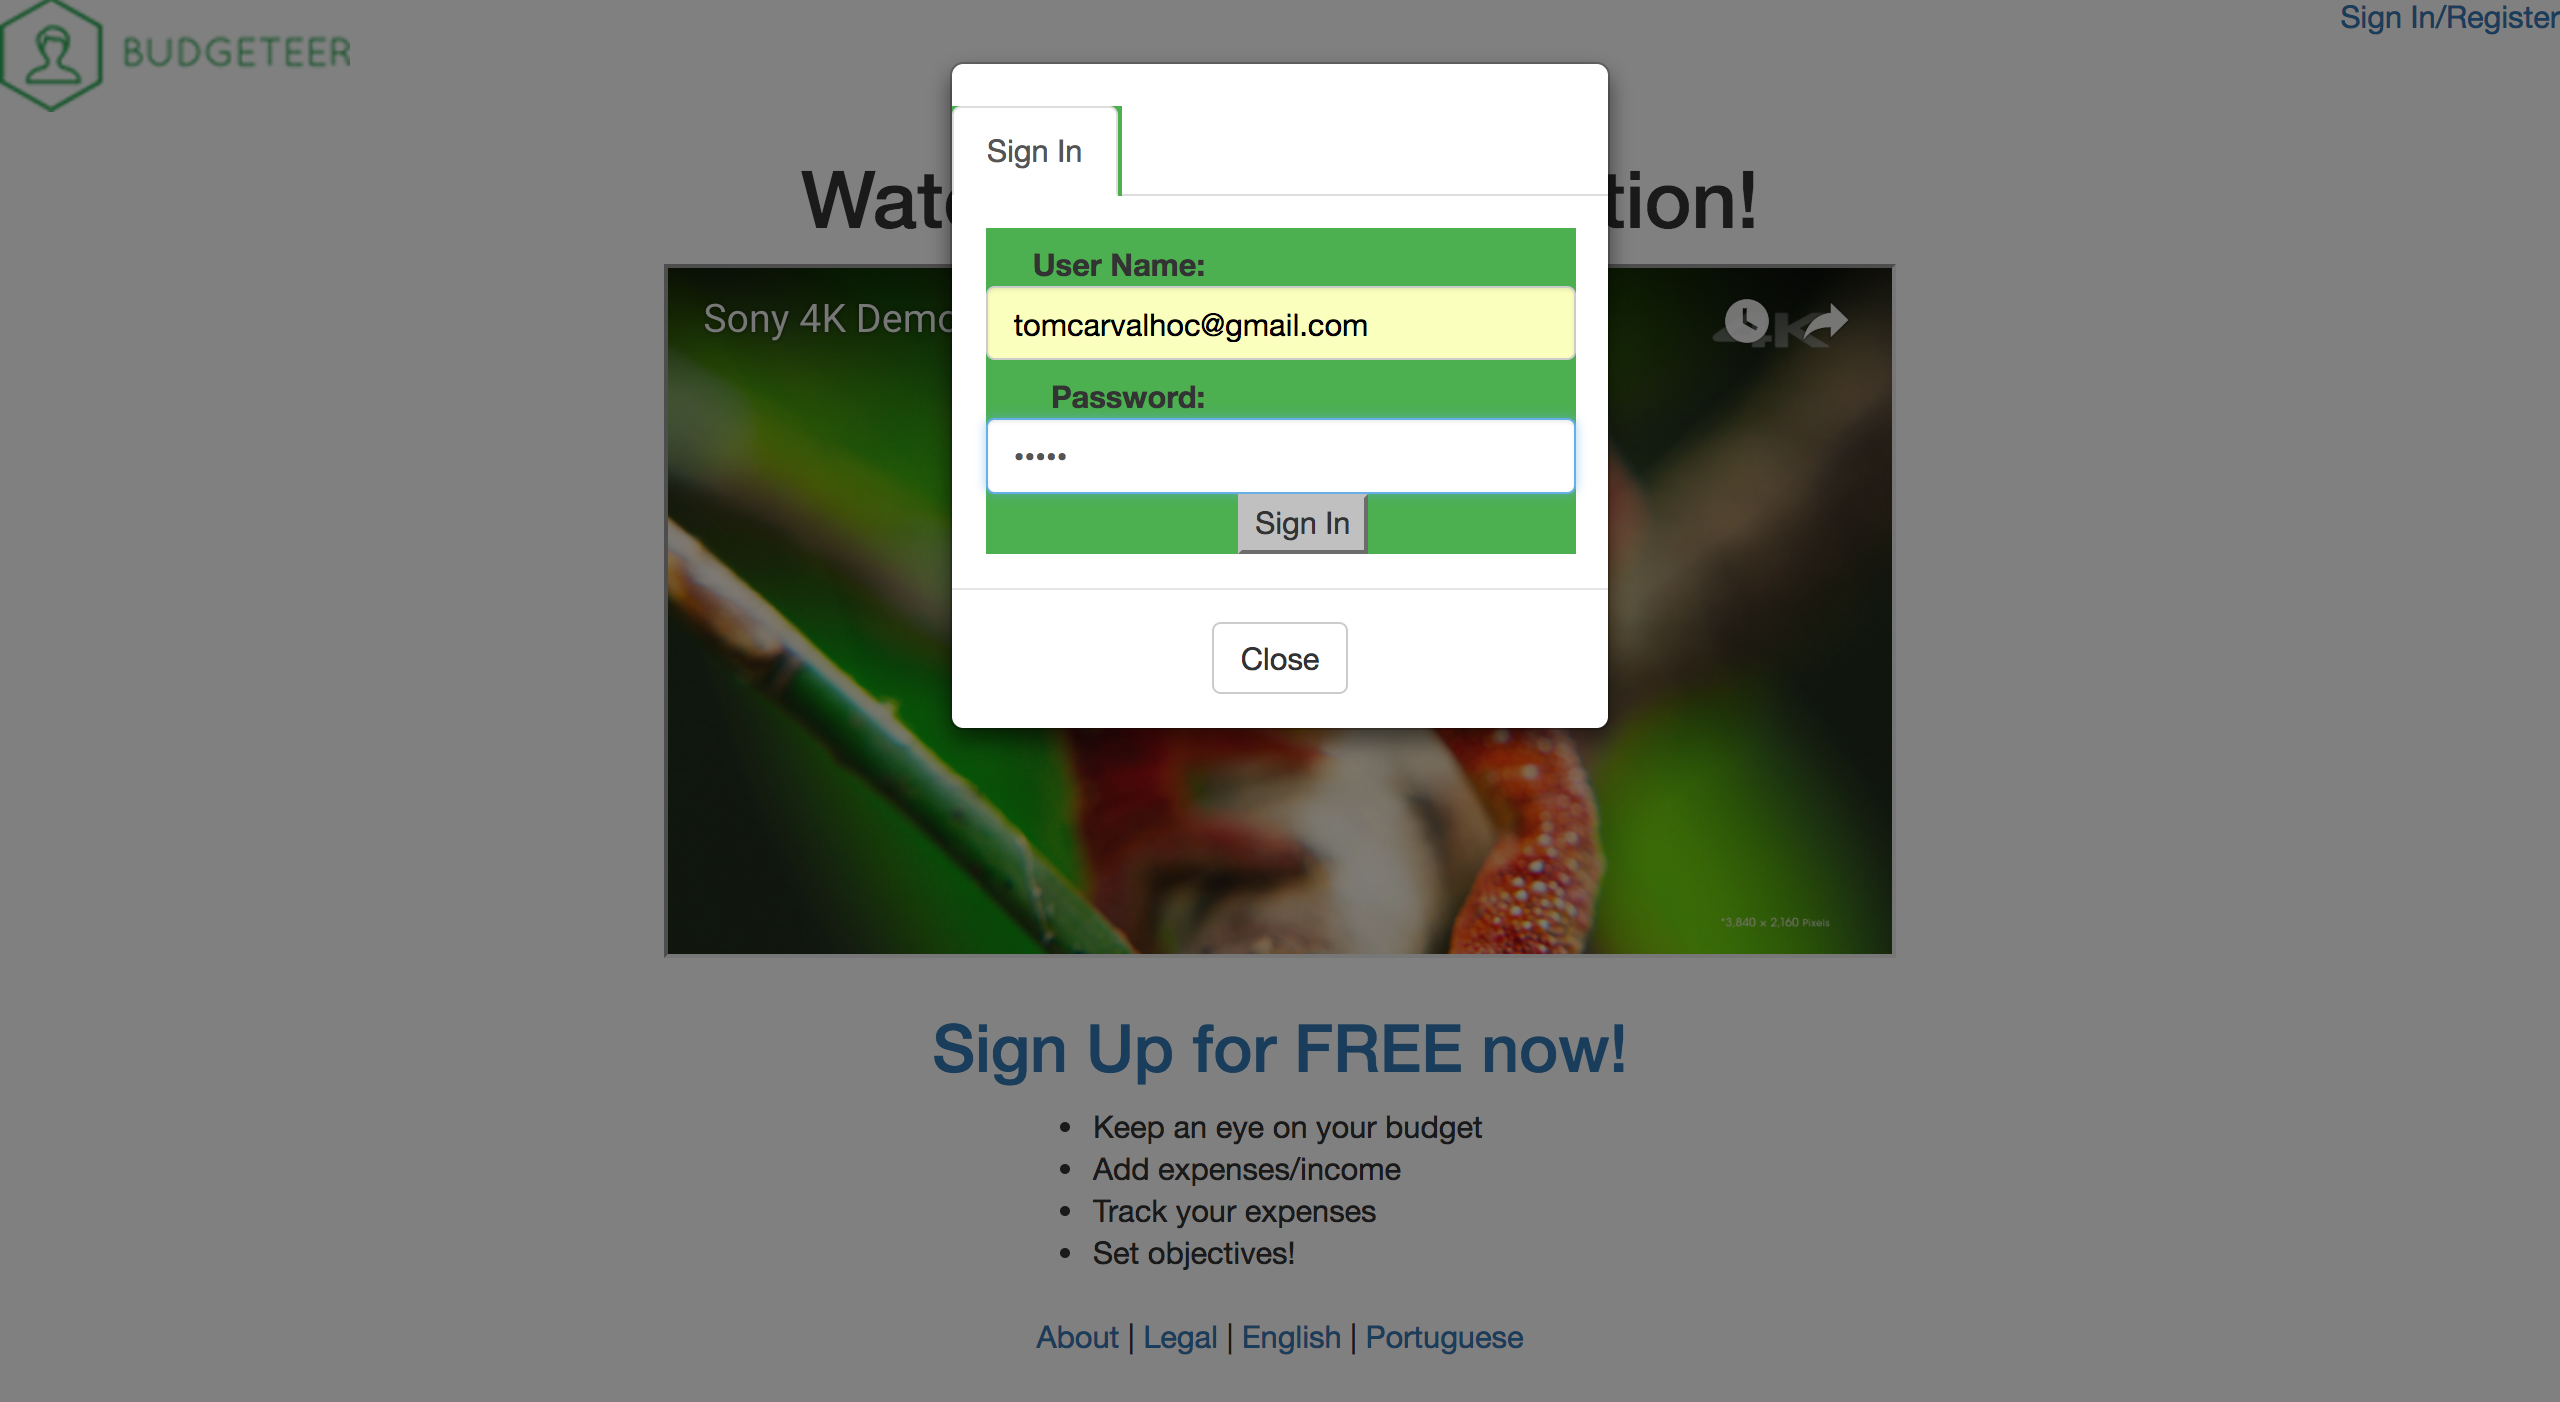 BUDGETEER
Sign In/Register
Sign In
tion!
User Name:
Sony 4K Demo
tomcarvalhoc@gmail.com
4K
Password:
•••••
Sign In
Close
*3,840 x 2,160 Pixels
Sign Up for FREE now!
• Keep an eye on your budget
• Add expenses/income
• Track your expenses
• Set objectives!
About | Legal | English | Portuguese